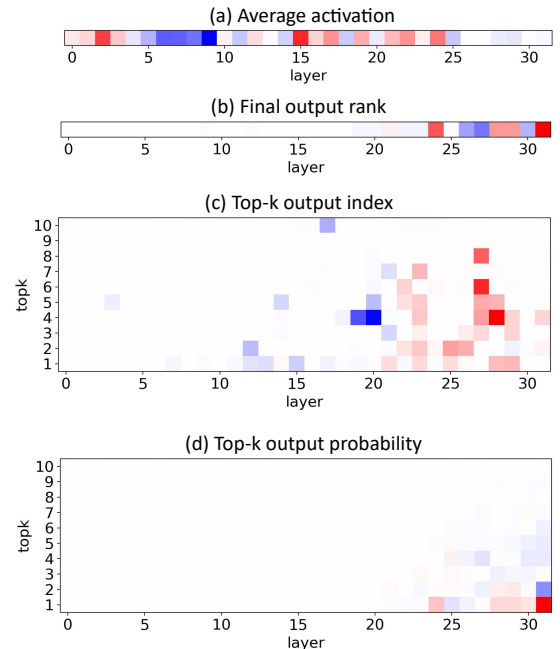 (a) Average activation
0 5 10 15 20 25 30
layer
(b) Final output rank
0 5 10 15 20 25 30
layer
(c) Top-k output index
10
9
8
7
6
5
4
3
2
1
topk
0 5 10 15 20 25 30
layer
(d) Top-k output probability
10
9
8
7
6
5
4
3
2
1
topk
0 5 10 15 20 25 30
layer